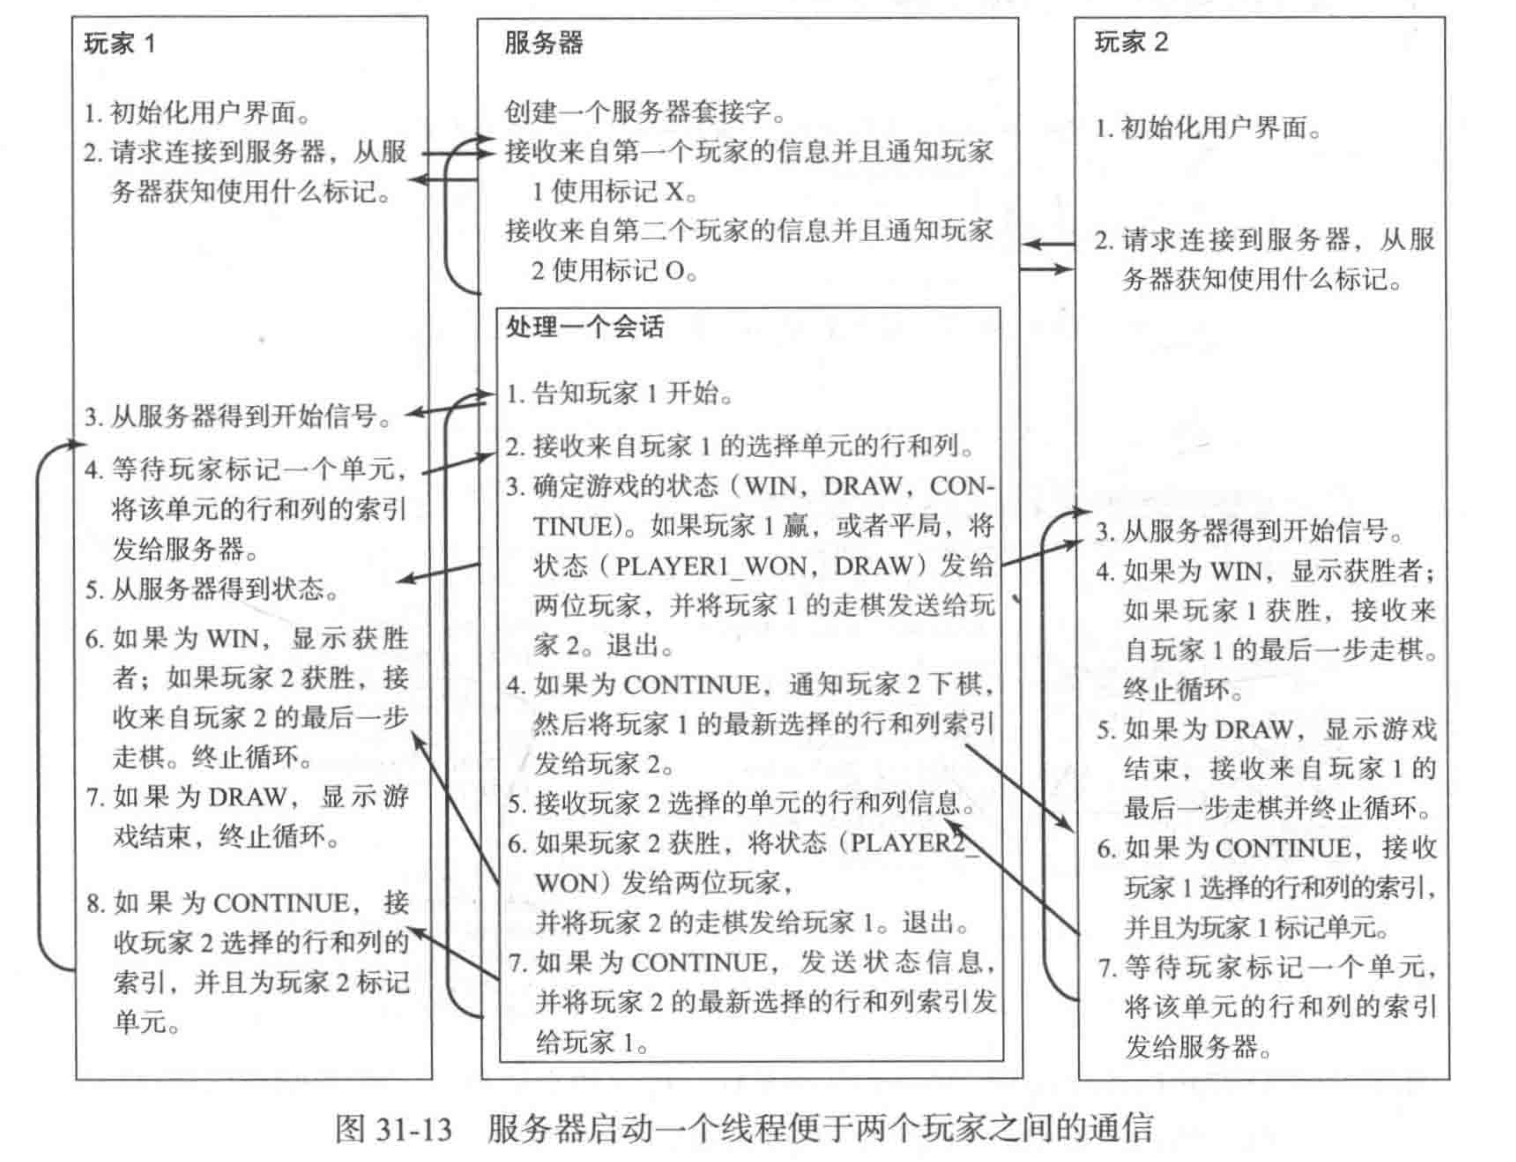 玩家 1
1. 初始化用户界面。
2. 请求连接到服务器，从服
务器获知使用什么标记。
3. 从服务器得到开始信号。
4. 等待玩家标记一个单元，
将该单元的行和列的索引
发给服务器。
5. 从服务器得到状态。
6. 如果为 WIN，显示获胜
者；如果玩家 2 获胜，接
收来自玩家 2 的最后一步
走棋。终止循环。
7. 如果为 DRAW，显示游
戏结束，终止循环。
8. 如果为 CONTINUE，接
收玩家 2 选择的行和列的
索引，并且为玩家 2 标记
单元。
服务器
创建一个服务器套接字。
接收来自第一个玩家的信息并且通知玩家
1 使用标记 X。
接收来自第二个玩家的信息并且通知玩家
2 使用标记 O。
处理一个会话
1. 告知玩家 1 开始。
2. 接收来自玩家 1 的选择单元的行和列。
3. 确定游戏的状态（WIN，DRAW，CON-
TINUE）。如果玩家 1 赢，或者平局，将
状态（PLAYER1_WON，DRAW）发给
两位玩家，并将玩家 1 的走棋发送给玩
家 2。退出。
4. 如果为 CONTINUE，通知玩家 2 下棋，
然后将玩家 1 的最新选择的行和列索引
发给玩家 2。
5. 接收玩家 2 选择的单元的行和列信息。
6. 如果玩家 2 获胜，将状态（PLAYER2_
WON）发给两位玩家，
并将玩家 2 的走棋发给玩家 1。退出。
7. 如果为 CONTINUE，发送状态信息，
并将玩家 2 的最新选择的行和列索引发
给玩家 1。
玩家 2
1. 初始化用户界面。
2. 请求连接到服务器，从服
务器获知使用什么标记。
3. 从服务器得到开始信号。
4. 如果为 WIN，显示获胜者；
如果玩家 1 获胜，接收来
自玩家 1 的最后一步走棋。
终止循环。
5. 如果为 DRAW，显示游戏
结束，接收来自玩家 1 的
最后一步走棋并终止循环。
6. 如果为 CONTINUE，接收
玩家 1 选择的行和列的索引，
并且为玩家 1 标记单元。
7. 等待玩家标记一个单元，
将该单元的行和列的索引
发给服务器。
图 31-13 服务器启动一个线程便于两个玩家之间的通信